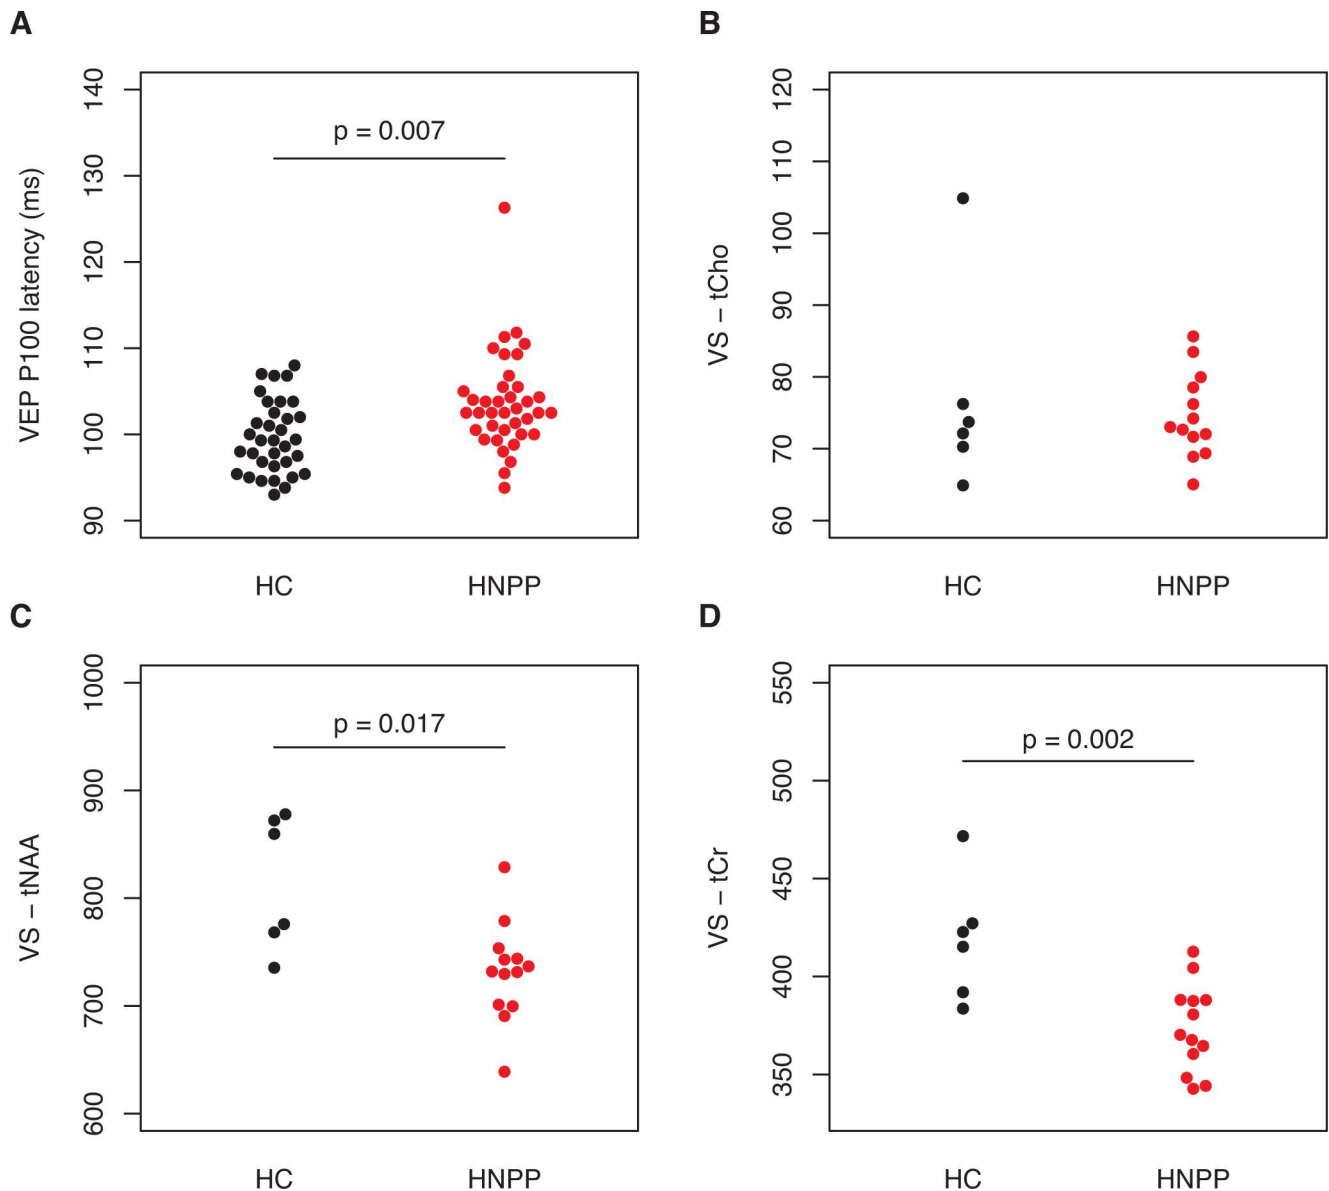 A
VEP P100 latency (ms)
140
130
120
110
100
90
p = 0.007
HC HNPP
B
VS – tCho
120
110
100
90
80
70
60
HC HNPP
C
VS – tNAA
1000
900
800
700
600
p = 0.017
HC HNPP
D
VS – tCr
550
500
450
400
350
p = 0.002
HC HNPP